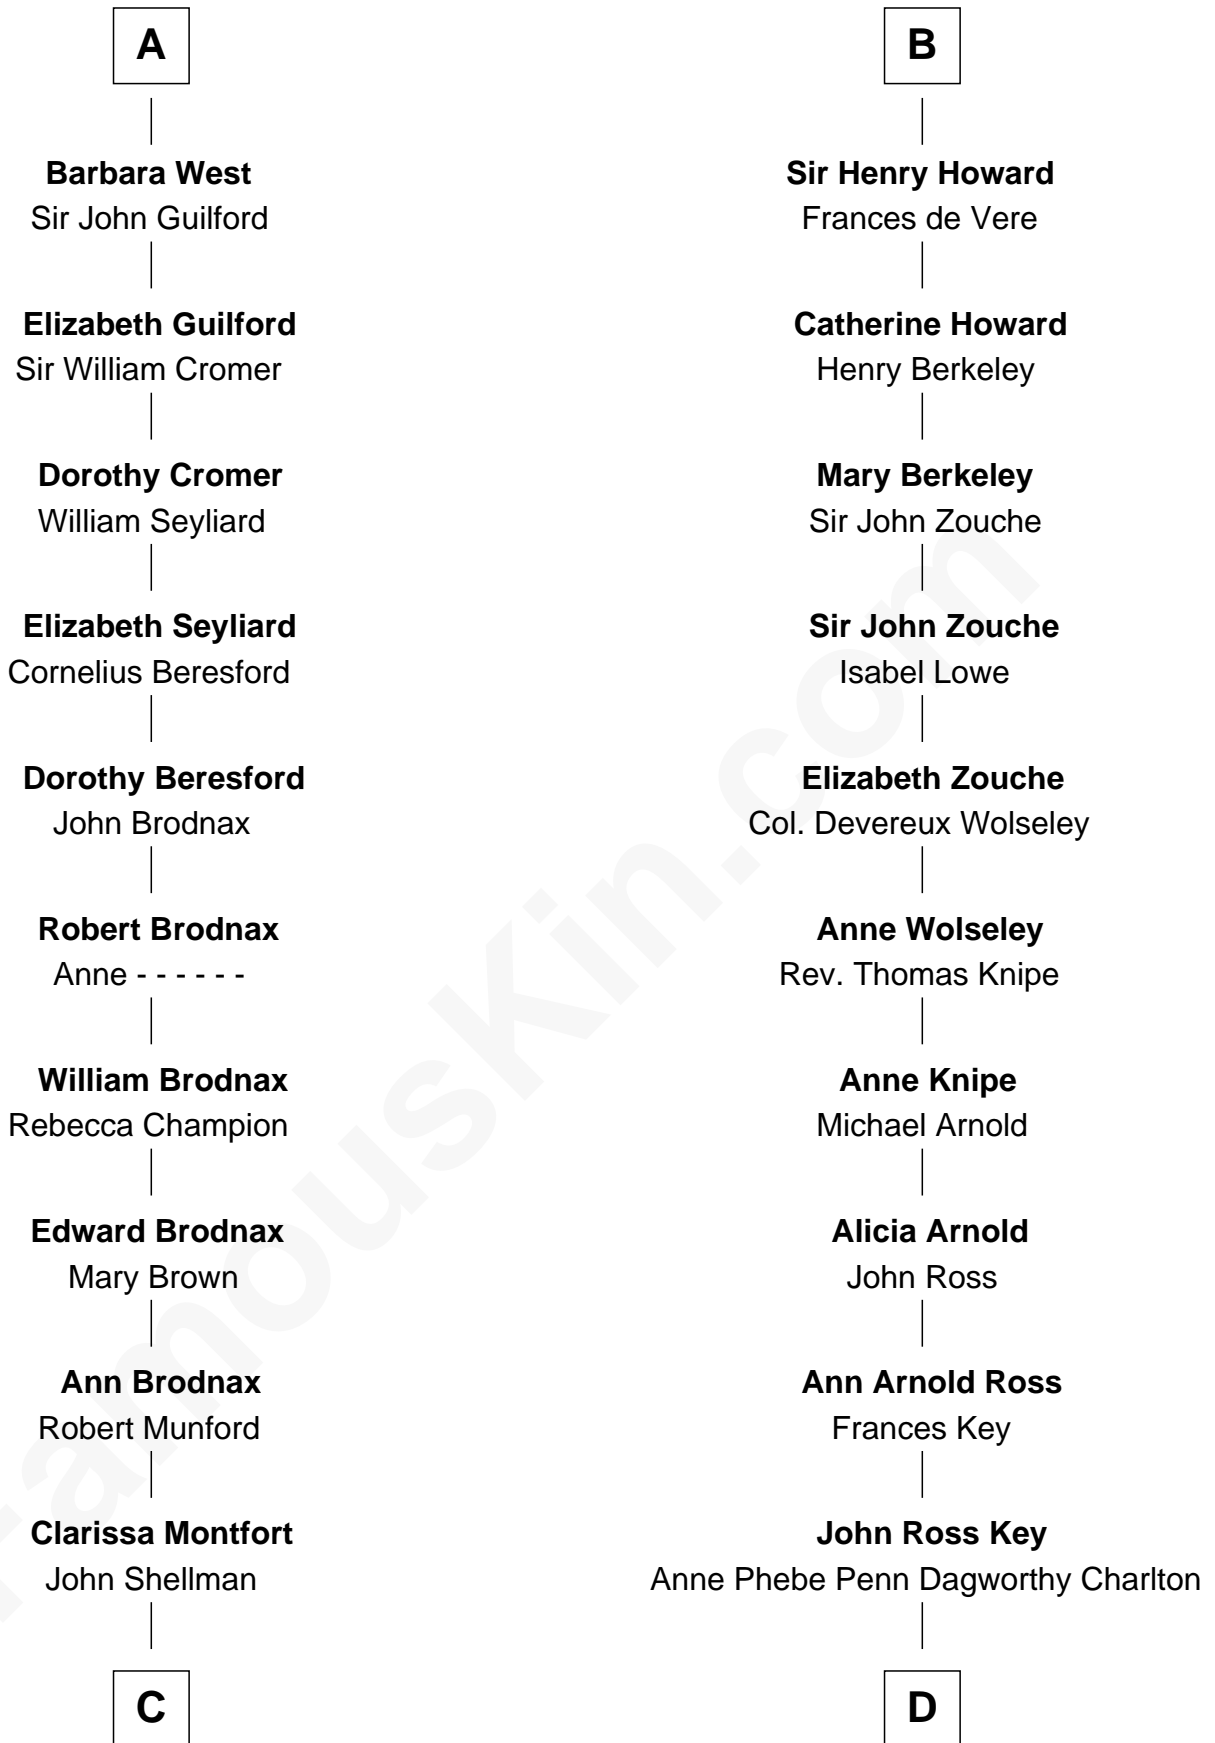 A
Barbara West
Sir John Guilford
Elizabeth Guilford
Sir William Cromer
Dorothy Cromer
William Seyliard
Elizabeth Seyliard
Cornelius Beresford
Dorothy Beresford
John Brodnax
Robert Brodnax
Anne - - - - - -
William Brodnax
Rebecca Champion
Edward Brodnax
Mary Brown
Ann Brodnax
Robert Munford
Clarissa Montfort
John Shellman
C
B
Sir Henry Howard
Frances de Vere
Catherine Howard
Henry Berkeley
Mary Berkeley
Sir John Zouche
Sir John Zouche
Isabel Lowe
Elizabeth Zouche
Col. Devereux Wolseley
Anne Wolseley
Rev. Thomas Knipe
Anne Knipe
Michael Arnold
Alicia Arnold
John Ross
Ann Arnold Ross
Frances Key
John Ross Key
Anne Phebe Penn Dagworthy Charlton
D
FamousKin.com